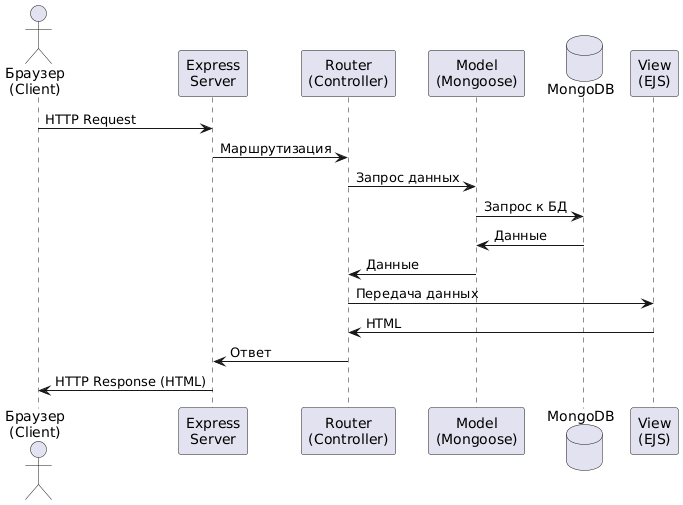 Браузер
(Client)
Express
Server
Router
(Controller)
Model
(Mongoose)
MongoDB
View
(EJS)
HTTP Request
Маршрутизация
Запрос данных
Запрос к БД
Данные
Данные
Передача данных
HTML
Ответ
HTTP Response (HTML)
Браузер
(Client)
Express
Server
Router
(Controller)
Model
(Mongoose)
MongoDB
View
(EJS)